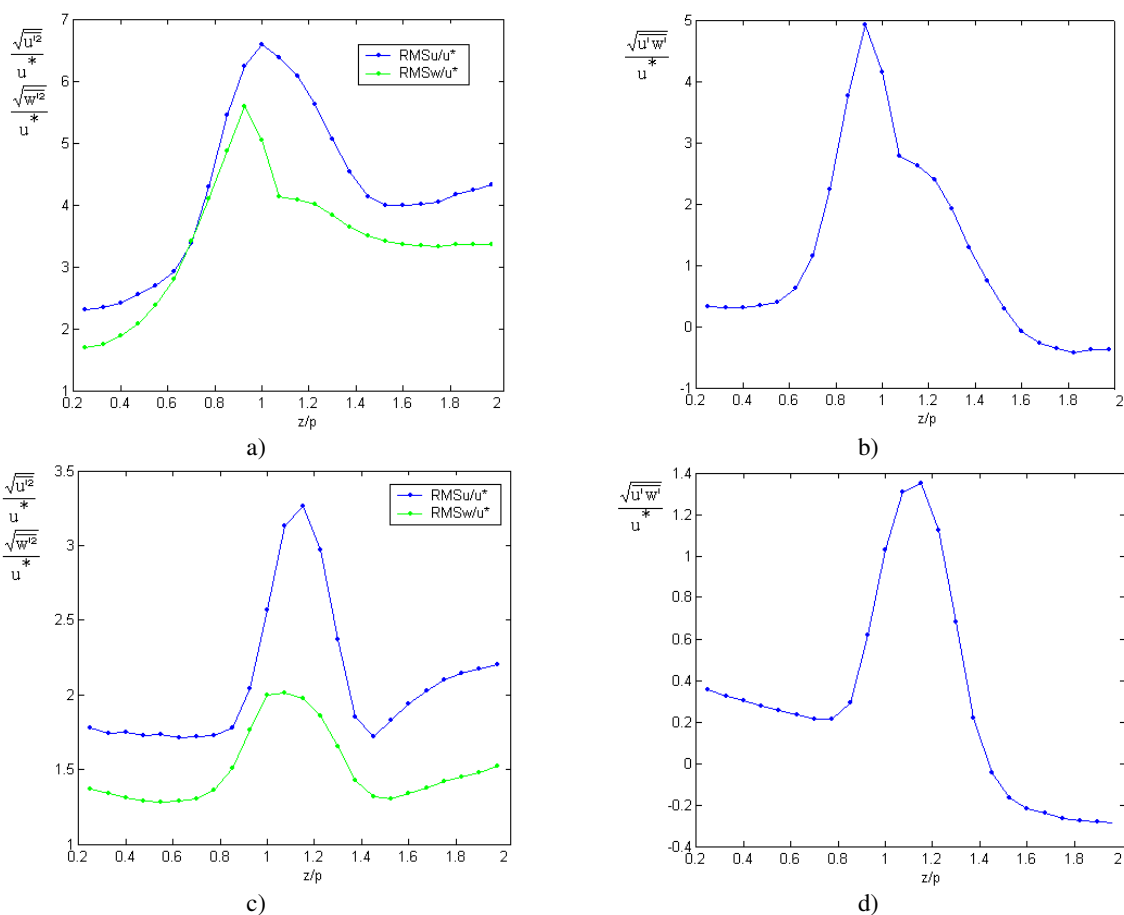 √u'² / u*
√w'² / u*
7
6
5
4
3
2
1
RMSu/u*
RMSw/u*
0.2 0.4 0.6 0.8 1 1.2 1.4 1.6 1.8 2
z/p
a)
√u'w' / u*
5
4
3
2
1
0
-1
0.2 0.4 0.6 0.8 1 1.2 1.4 1.6 1.8 2
z/p
b)
√u'² / u*
√w'² / u*
3.5
3
2.5
2
1.5
1
RMSu/u*
RMSw/u*
0.2 0.4 0.6 0.8 1 1.2 1.4 1.6 1.8 2
z/p
c)
√u'w' / u*
1.4
1.2
1
0.8
0.6
0.4
0.2
0
-0.2
-0.4
0.2 0.4 0.6 0.8 1 1.2 1.4 1.6 1.8 2
z/p
d)